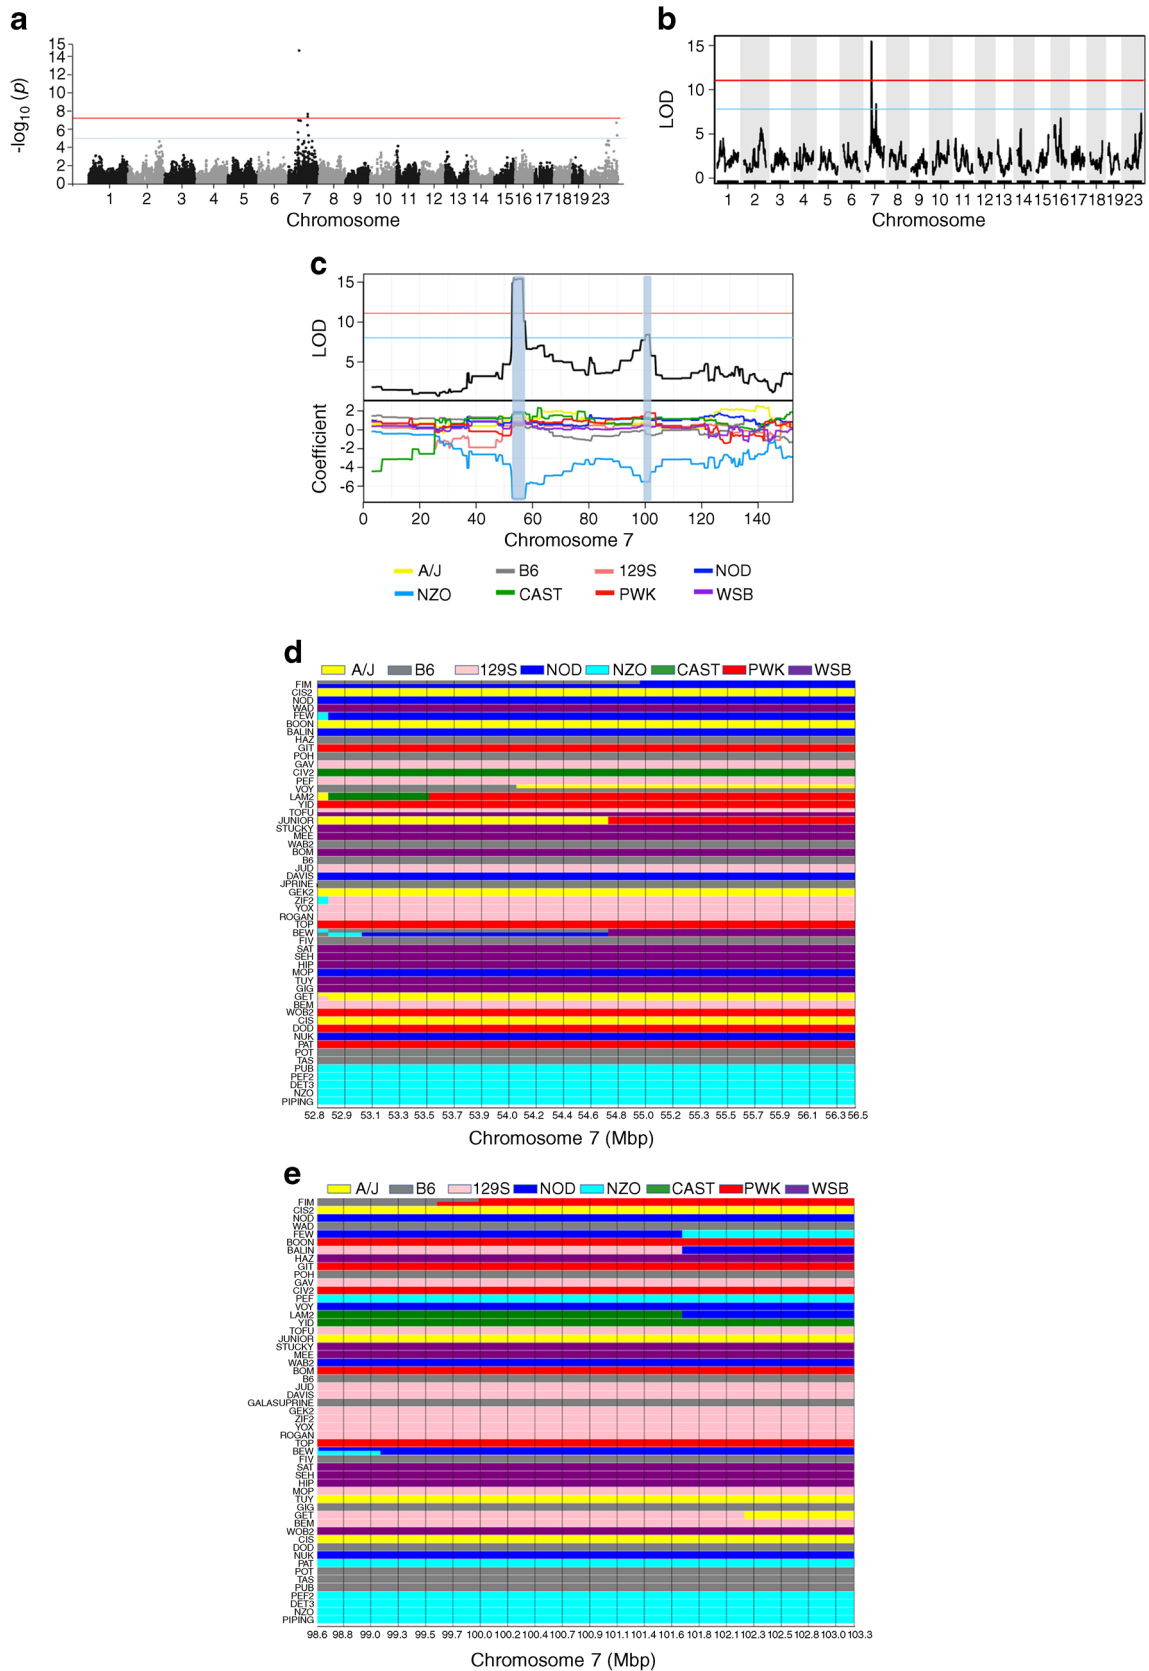 a
15
14
12
10
8
6
4
2
0
-log10 (p)
1 2 3 4 5 6 7 8 9 10 11 12 13 14 15 16 17 18 19 23
Chromosome
b
15
10
5
0
LOD
1 2 3 4 5 6 7 8 9 10 11 12 13 14 15 16 17 18 19 23
Chromosome
c
15
10
5
LOD
2
0
-2
-4
-6
Coefficient
0 20 40 60 80 100 120 140
Chromosome 7
A/J B6 129S NOD
NZO CAST PWK WSB
d
A/J B6 129S NOD NZO CAST PWK WSB
FIM
CIS2
NOD
WAD
FEW
BOON
BALIN
HAZ
GIT
POH
GAV
CIV2
PEF
VOY
LAM2
YID
TOFU
JUNIOR
STUCKY
MEE
WAB2
BOM
B6
JUD
DAVIS
JPRINE
GEK2
ZIF2
YOX
ROGAN
TOP
BEW
FIV
SAT
SEH
HIP
MOP
TUY
GIG
GET
BEM
WOB2
CIS
DOD
NUK
PAT
POT
TAS
PUB
PEF2
DET3
NZO
PIPING
52.8 52.9 53.1 53.3 53.5 53.7 53.9 54.0 54.2 54.4 54.6 54.8 55.0 55.2 55.3 55.5 55.7 55.9 56.1 56.3 56.5
Chromosome 7 (Mbp)
e
A/J B6 129S NOD NZO CAST PWK WSB
FIM
CIS2
NOD
WAD
FEW
BOON
BALIN
HAZ
GIT
POH
GAV
CIV2
PEF
VOY
LAM2
YID
TOFU
JUNIOR
STUCKY
MEE
WAB2
BOM
B6
JUD
DAVIS
GALASUPRINE
GEK2
ZIF2
YOX
ROGAN
TOP
BEW
FIV
SAT
SEH
HIP
MOP
TUY
GIG
GET
BEM
WOB2
CIS
DOD
NUK
PAT
POT
TAS
PUB
PEF2
DET3
NZO
PIPING
98.6 98.8 99.0 99.3 99.5 99.7 100.0 100.2 100.4 100.7 100.9 101.1 101.4 101.6 101.8 102.1 102.3 102.5 102.8 103.0 103.3
Chromosome 7 (Mbp)